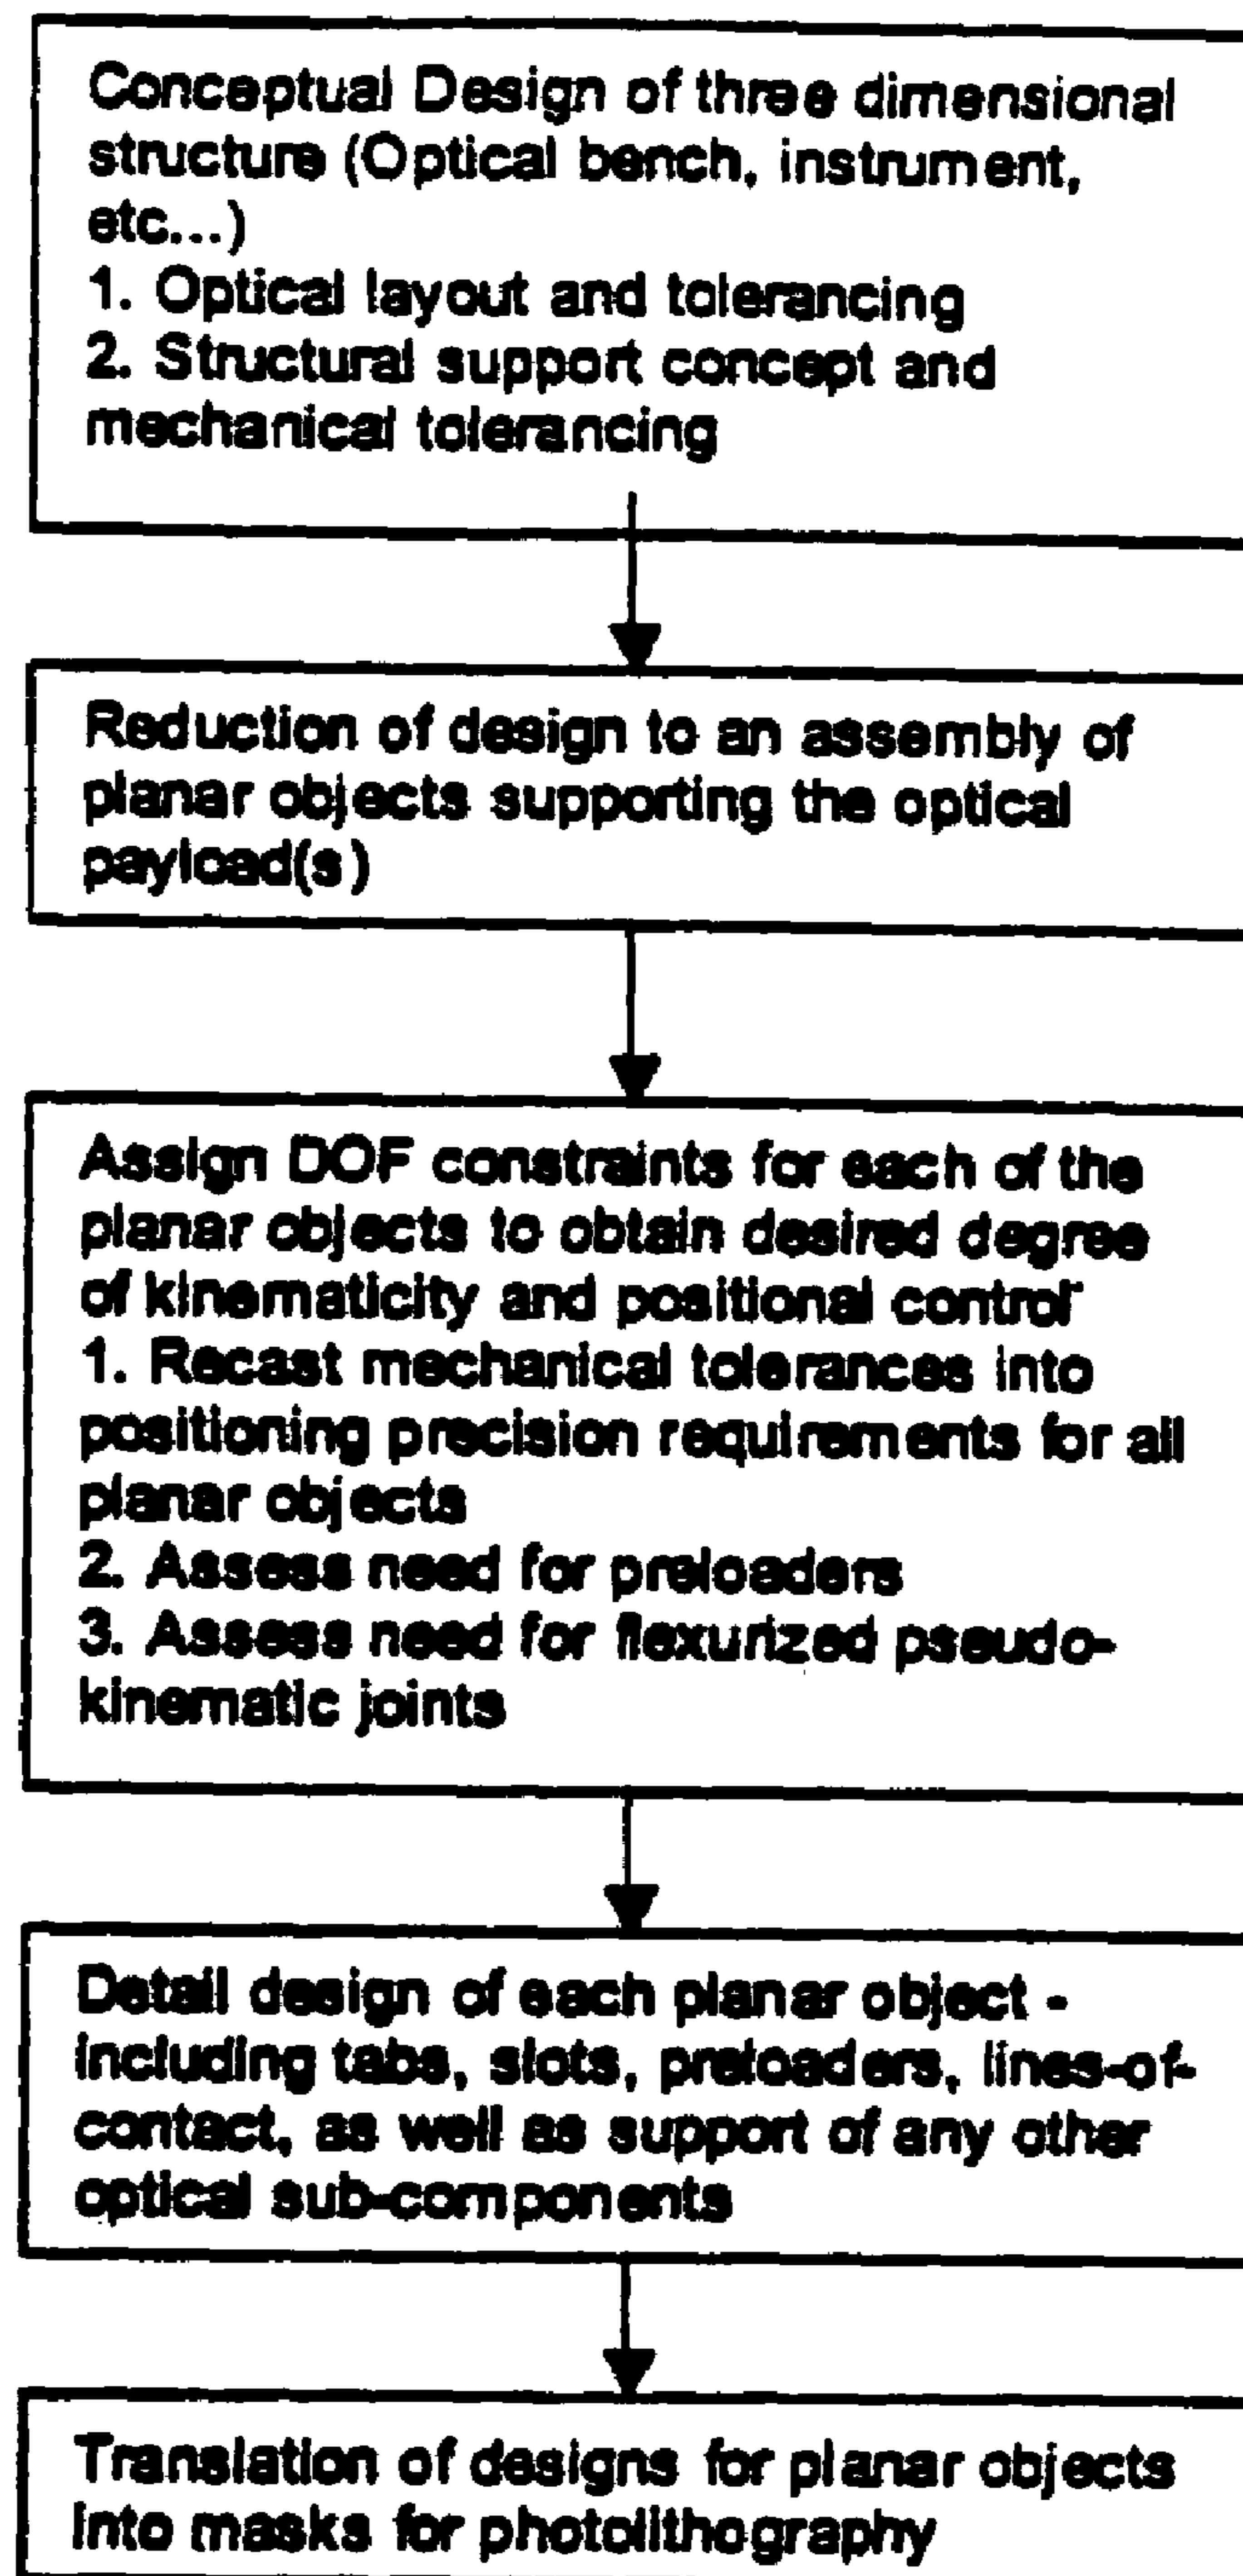 Conceptual Design of three dimensional
structure (Optical bench, instrument,
etc...)
1. Optical layout and tolerancing
2. Structural support concept and
mechanical tolerancing
Reduction of design to an assembly of
planar objects supporting the optical
payload(s)
Assign DOF constraints for each of the
planar objects to obtain desired degree
of kinematicity and positional control
1. Recast mechanical tolerances into
positioning precision requirements for all
planar objects
2. Assess need for preloaders
3. Assess need for flexurized pseudo-
kinematic joints
Detail design of each planar object -
including tabs, slots, preloaders, lines-of-
contact, as well as support of any other
optical sub-components
Translation of designs for planar objects
into masks for photolithography